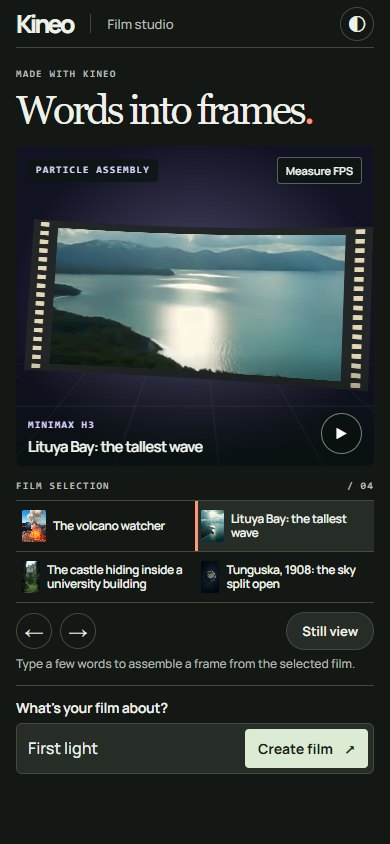 Kineo
Film studio
MADE WITH KINEO
Words into frames.
PARTICLE ASSEMBLY
Measure FPS
MINIMAX H3
Lituya Bay: the tallest wave
FILM SELECTION
/ 04
The volcano watcher
Lituya Bay: the tallest
wave
The castle hiding inside a
university building
Tunguska, 1908: the sky
split open
← →
Still view
Type a few words to assemble a frame from the selected film.
What's your film about?
First light
Create film ↗